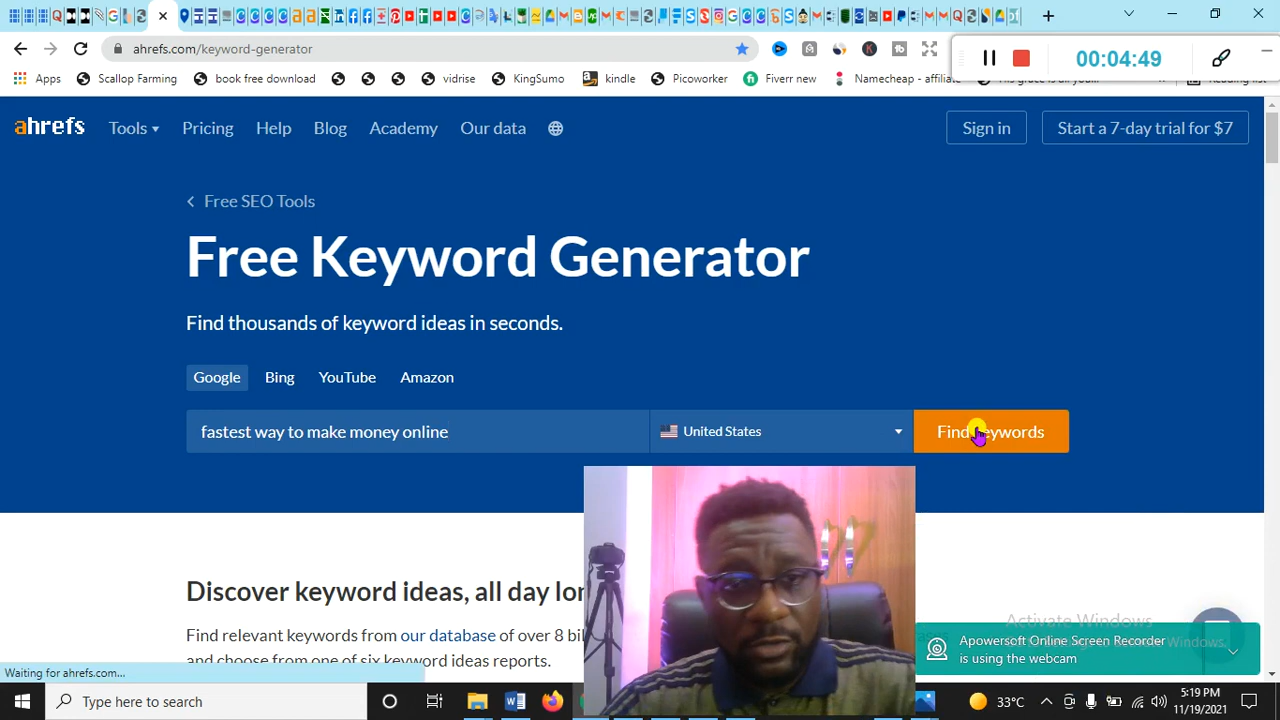 ahrefs.com/keyword-generator
00:04:49
Apps
Scallop Farming
book free download
vidrise
KingSumo
kindle
Picoworker
Fiverr new
Namecheap - affiliate
ahrefs
Tools
Pricing
Help
Blog
Academy
Our data
Sign in
Start a 7-day trial for $7
Free SEO Tools
Free Keyword Generator
Find thousands of keyword ideas in seconds.
Google
Bing
YouTube
Amazon
fastest way to make money online
United States
Find keywords
Discover keyword ideas, all day lon
Find relevant keywords from our database of over 8 bil
and choose from one of six keyword ideas reports.
Activate Windows
Windows.
Apowersoft Online Screen Recorder
is using the webcam
Waiting for ahrefs.com...
Type here to search
33°C
5:19 PM
11/19/2021